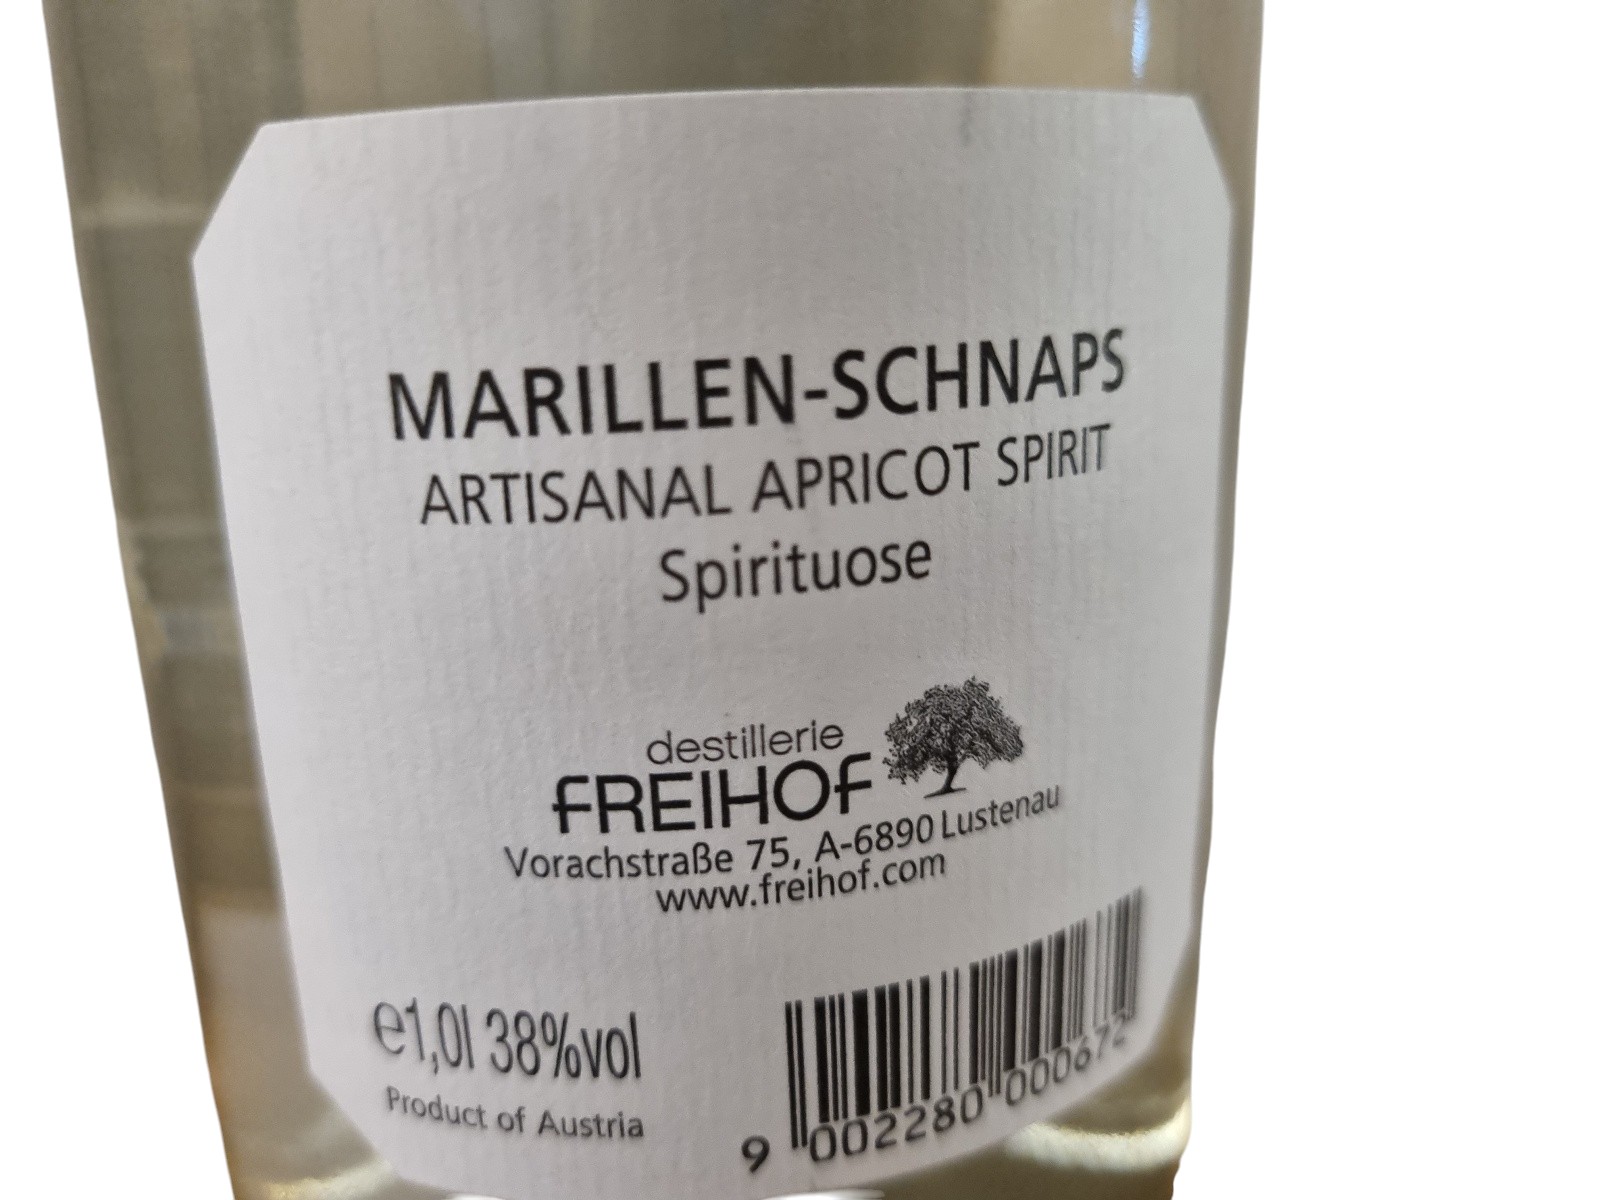 MARILLEN-SCHNAPS
ARTISANAL APRICOT SPIRIT
Spirituose
destillerie
FREIHOF
Vorachstraße 75, A-6890 Lustenau
www.freihof.com
e1,0l 38%vol
Product of Austria
9 002280 000672